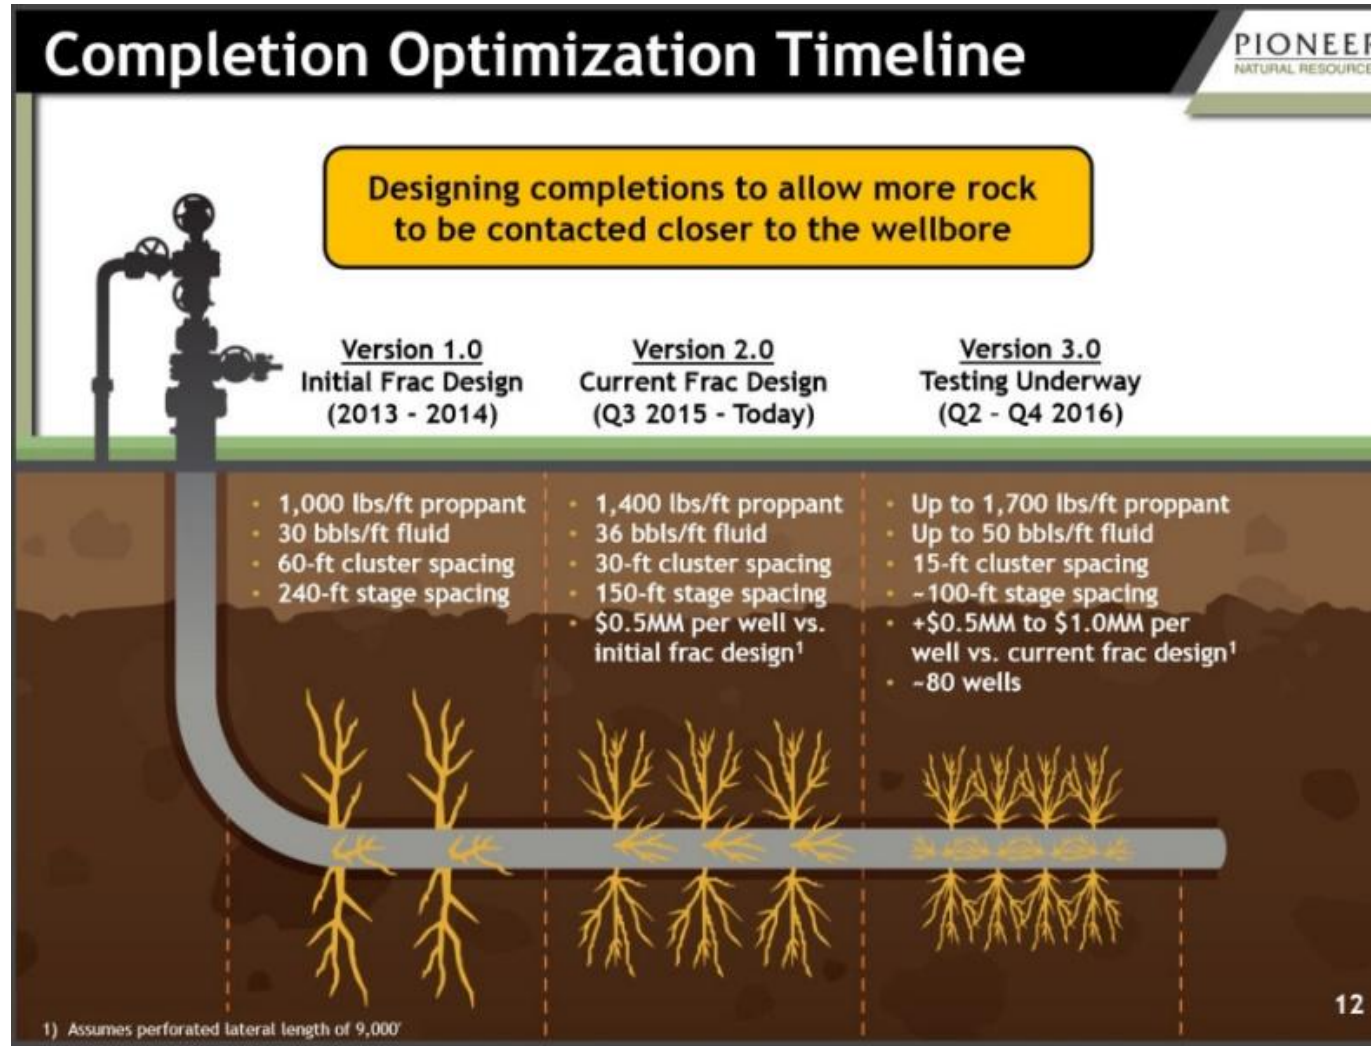 Completion Optimization Timeline
PIONEER
NATURAL RESOURCE
Designing completions to allow more rock
to be contacted closer to the wellbore
Version 1.0
Initial Frac Design
(2013 - 2014)
Version 2.0
Current Frac Design
(Q3 2015 - Today)
Version 3.0
Testing Underway
(Q2 - Q4 2016)
• 1,000 lbs/ft proppant
• 30 bbls/ft fluid
• 60-ft cluster spacing
• 240-ft stage spacing
• 1,400 lbs/ft proppant
• 36 bbls/ft fluid
• 30-ft cluster spacing
• 150-ft stage spacing
• $0.5MM per well vs.
initial frac design¹
• Up to 1,700 lbs/ft proppant
• Up to 50 bbls/ft fluid
• 15-ft cluster spacing
• ~100-ft stage spacing
• +$0.5MM to $1.0MM per
well vs. current frac design¹
• ~80 wells
1) Assumes perforated lateral length of 9,000'
12